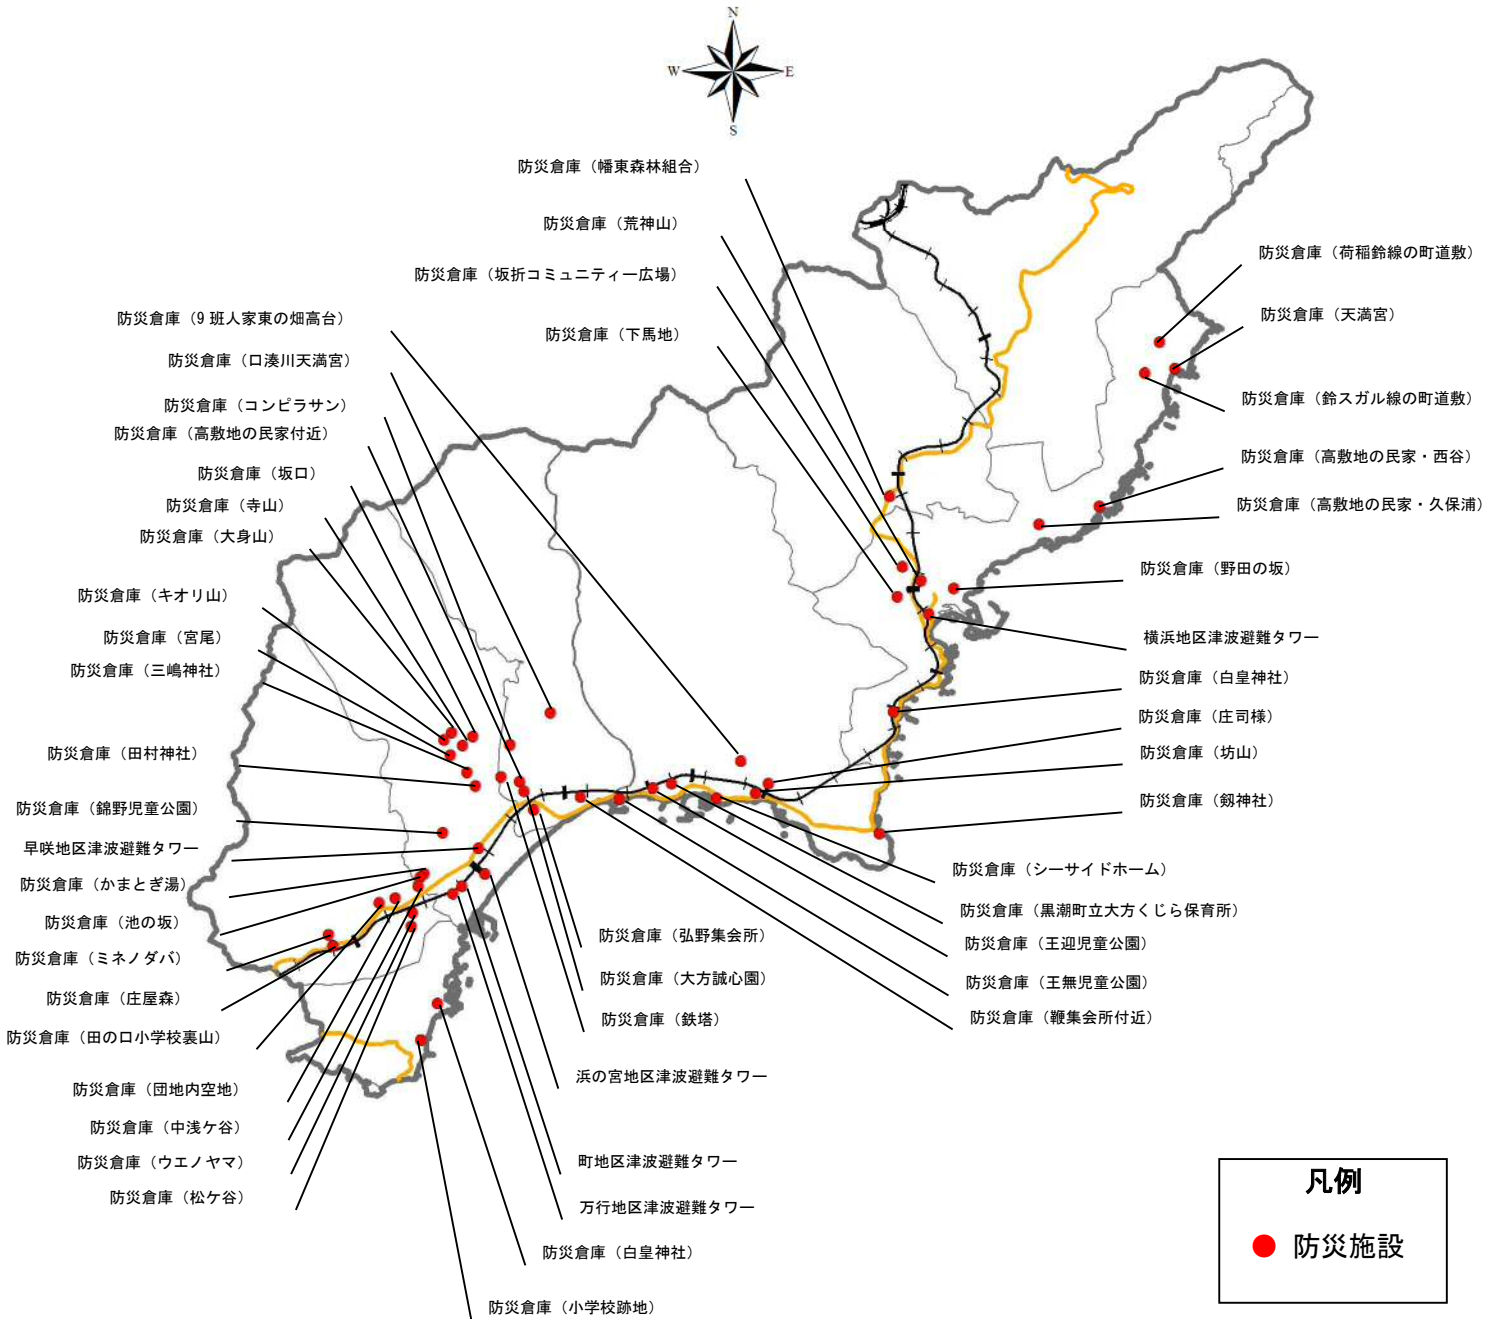 N
W
E
S
防災倉庫（幡東森林組合）
防災倉庫（荒神山）
防災倉庫（坂折コミュニティー広場）
防災倉庫（下馬地）
防災倉庫（9 班人家東の畑高台）
防災倉庫（口湊川天満宮）
防災倉庫（コンピラサン）
防災倉庫（高敷地の民家付近）
防災倉庫（坂口）
防災倉庫（寺山）
防災倉庫（大身山）
防災倉庫（キオリ山）
防災倉庫（宮尾）
防災倉庫（三嶋神社）
防災倉庫（田村神社）
防災倉庫（錦野児童公園）
早咲地区津波避難タワー
防災倉庫（かまとぎ湯）
防災倉庫（池の坂）
防災倉庫（ミネノダバ）
防災倉庫（庄屋森）
防災倉庫（田の口小学校裏山）
防災倉庫（団地内空地）
防災倉庫（中浅ケ谷）
防災倉庫（ウエノヤマ）
防災倉庫（松ケ谷）
防災倉庫（荷稲鈴線の町道敷）
防災倉庫（天満宮）
防災倉庫（鈴スガル線の町道敷）
防災倉庫（高敷地の民家・西谷）
防災倉庫（高敷地の民家・久保浦）
防災倉庫（野田の坂）
横浜地区津波避難タワー
防災倉庫（白皇神社）
防災倉庫（庄司様）
防災倉庫（坊山）
防災倉庫（剱神社）
防災倉庫（シーサイドホーム）
防災倉庫（黒潮町立大方くじら保育所）
防災倉庫（王迎児童公園）
防災倉庫（王無児童公園）
防災倉庫（鞭集会所付近）
防災倉庫（弘野集会所）
防災倉庫（大方誠心園）
防災倉庫（鉄塔）
浜の宮地区津波避難タワー
町地区津波避難タワー
万行地区津波避難タワー
防災倉庫（白皇神社）
防災倉庫（小学校跡地）
凡例
防災施設